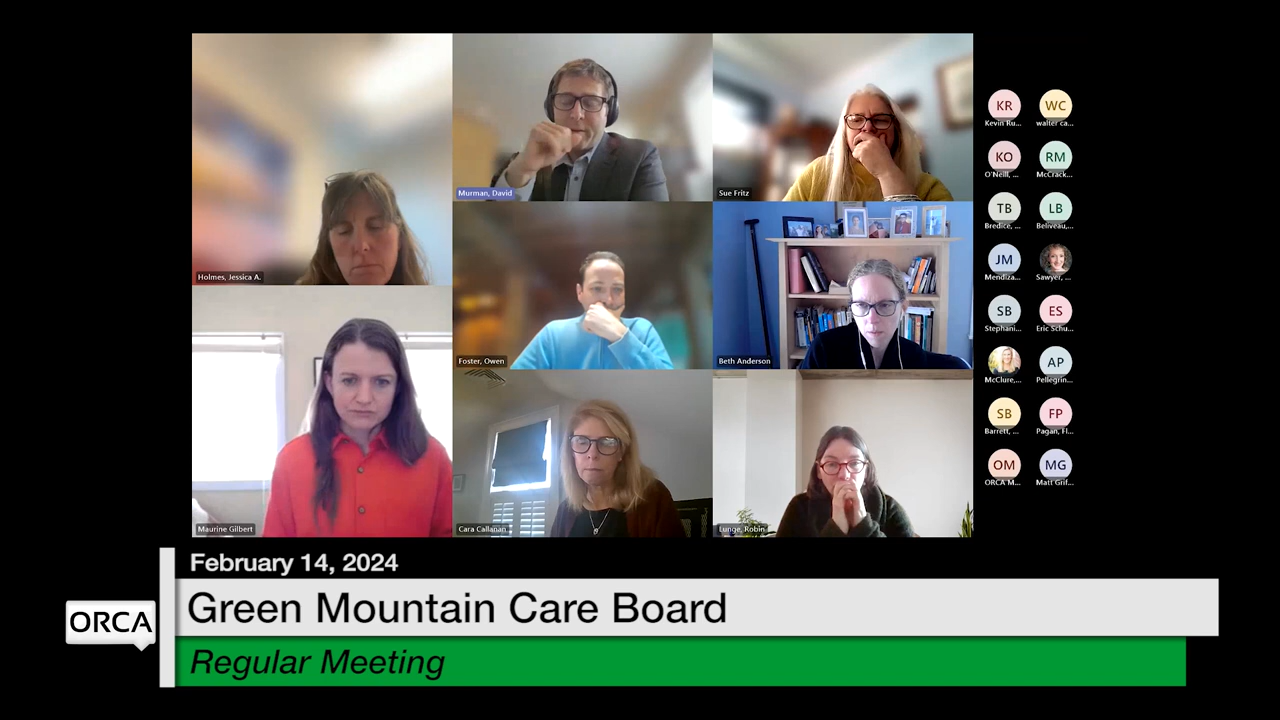 Murman, David
Sue Fritz
Holmes, Jessica A.
Foster, Owen
Beth Anderson
Maurine Gilbert
Cara Callanan
Lunge, Robin
KR
WC
Kevin Ru...
walter ca...
KO
RM
O'Neill, ...
McCrack...
TB
LB
Bredice, ...
Beliveau,...
JM
Mendiza...
Sawyer, ...
SB
ES
Stephani...
Eric Schu...
AP
McClure,...
Pellegrin...
SB
FP
Barrett, ...
Pagan, Fl...
OM
MG
ORCA M...
Matt Grif...
February 14, 2024
ORCA
Green Mountain Care Board
Regular Meeting